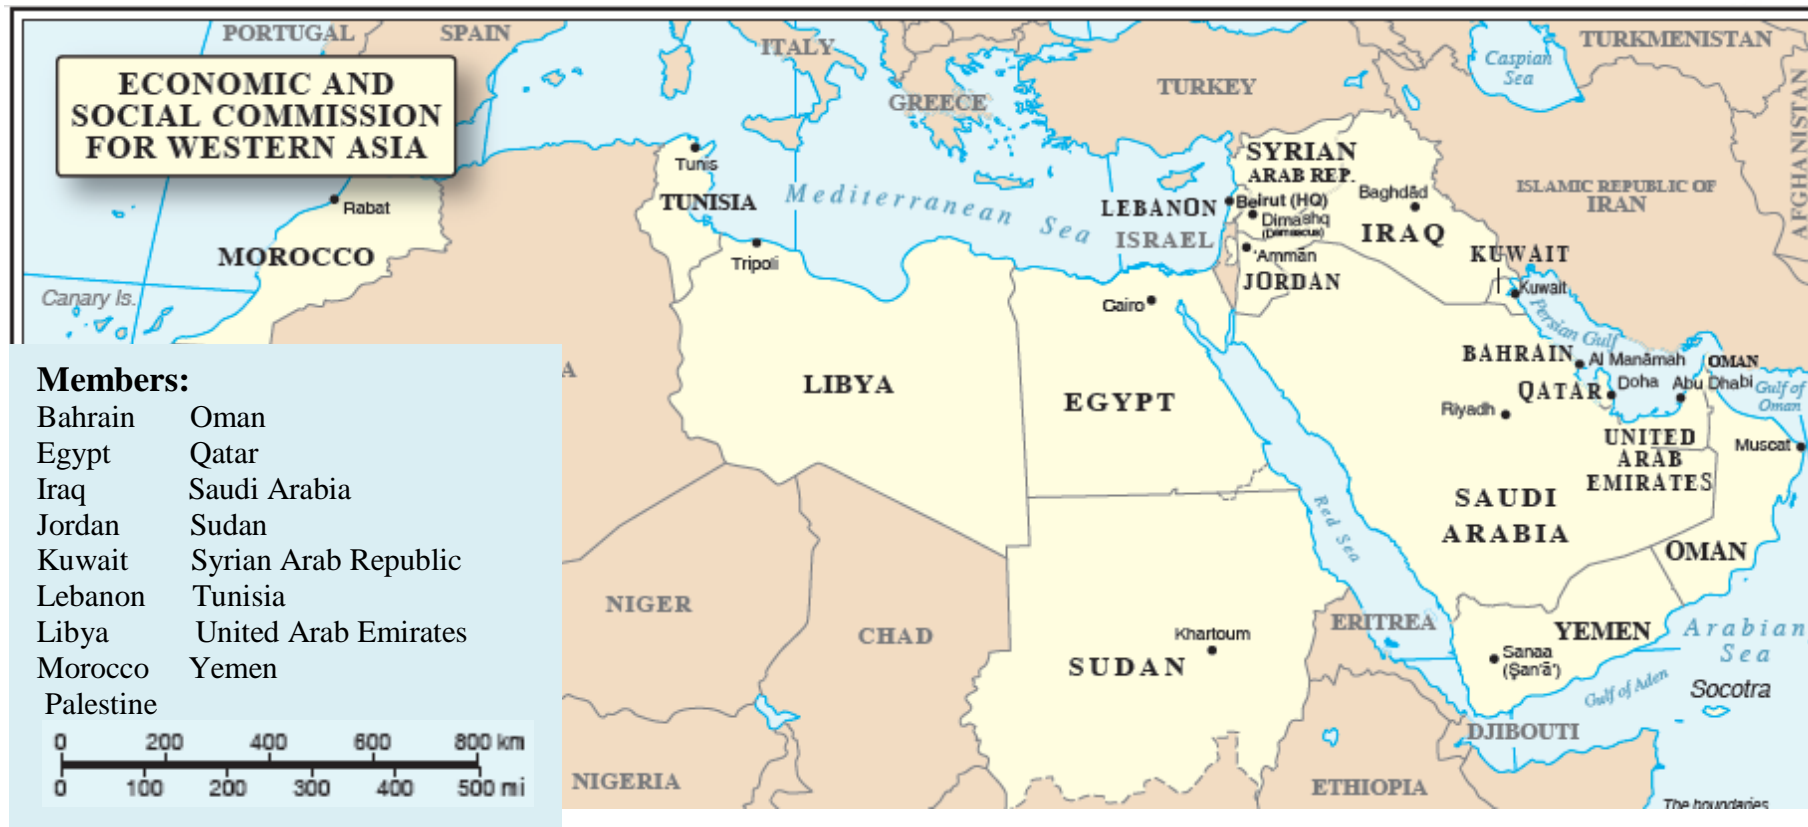 PORTUGAL
SPAIN
ITALY
GREECE
TURKEY
Caspian
Sea
TURKMENISTAN
AFGHANISTAN
ECONOMIC AND
SOCIAL COMMISSION
FOR WESTERN ASIA
Tunis
TUNISIA
Rabat
MOROCCO
Canary Is.
Tripoli
Mediterranean Sea
SYRIAN
ARAB REP.
LEBANON
Beirut (HQ)
Dimashq
(Damascus)
ISRAEL
'Ammān
JORDAN
Baghdād
IRAQ
ISLAMIC REPUBLIC OF
IRAN
KUWAIT
Kuwait
Persian Gulf
Cairo
LIBYA
EGYPT
BAHRAIN
Al Manāmah
QATAR
Doha
Abu Dhabi
OMAN
Gulf of
Oman
Riyadh
Muscat
UNITED
ARAB
EMIRATES
SAUDI
ARABIA
OMAN
Red Sea
A
NIGER
CHAD
Khartoum
SUDAN
ERITREA
YEMEN
Sanaa
(Şan'ā')
Arabian
Sea
Gulf of Aden
Socotra
DJIBOUTI
NIGERIA
ETHIOPIA
The boundaries
Members:
Bahrain Oman
Egypt Qatar
Iraq Saudi Arabia
Jordan Sudan
Kuwait Syrian Arab Republic
Lebanon Tunisia
Libya United Arab Emirates
Morocco Yemen
Palestine
0 200 400 600 800 km
0 100 200 300 400 500 mi